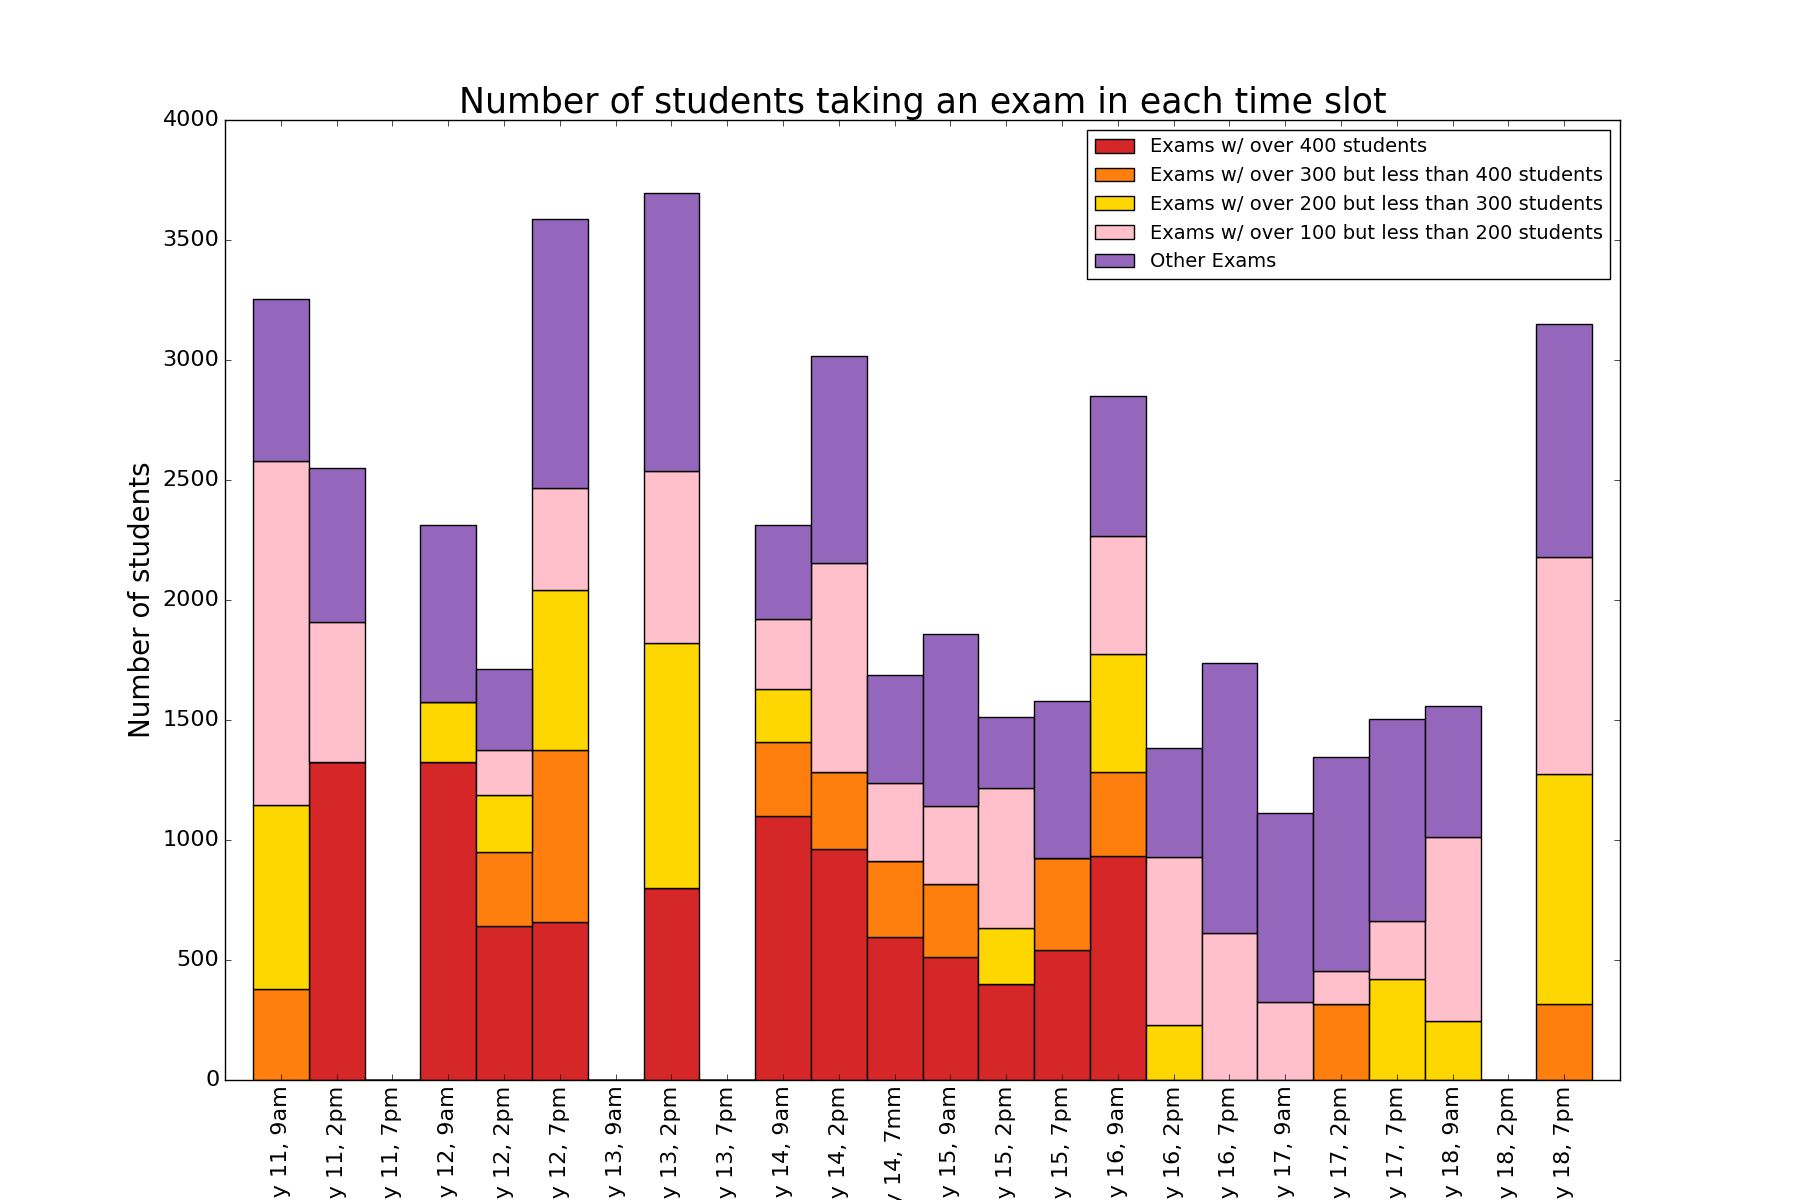 Number of students taking an exam in each time slot
Number of students
4000
3500
3000
2500
2000
1500
1000
500
0
Exams w/ over 400 students
Exams w/ over 300 but less than 400 students
Exams w/ over 200 but less than 300 students
Exams w/ over 100 but less than 200 students
Other Exams
y 11, 9am
y 11, 2pm
y 11, 7pm
y 12, 9am
y 12, 2pm
y 12, 7pm
y 13, 9am
y 13, 2pm
y 13, 7pm
y 14, 9am
y 14, 2pm
y 14, 7mm
y 15, 9am
y 15, 2pm
y 15, 7pm
y 16, 9am
y 16, 2pm
y 16, 7pm
y 17, 9am
y 17, 2pm
y 17, 7pm
y 18, 9am
y 18, 2pm
y 18, 7pm